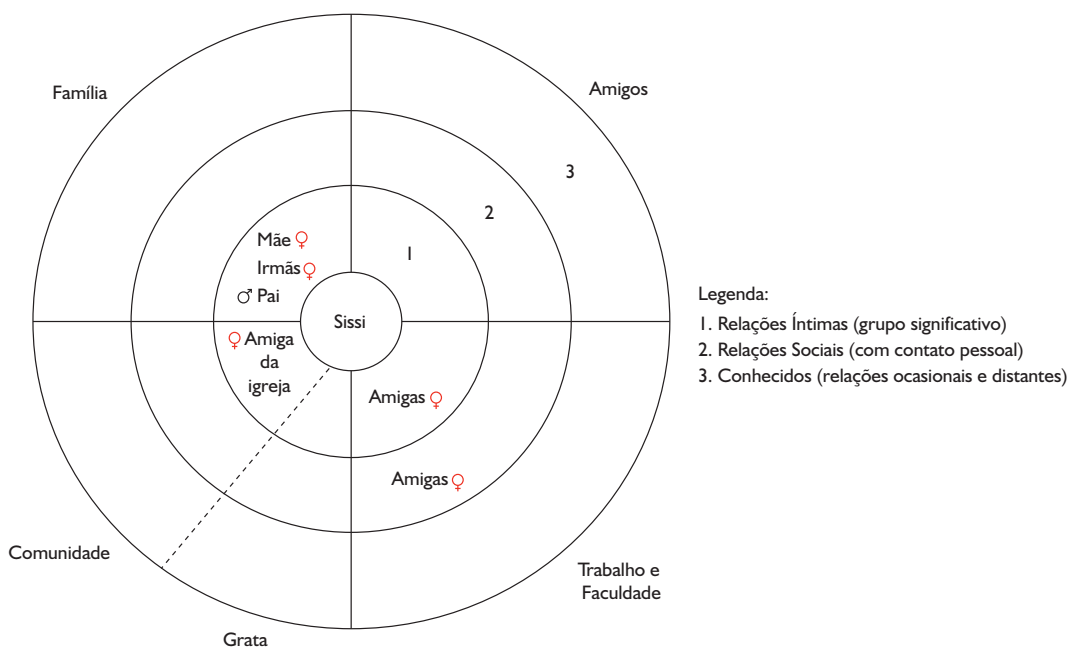 Família
Amigos
3
2
1
Mãe ♀
Irmãs ♀
♂ Pai
Sissi
♀ Amiga
da
igreja
Amigas ♀
Amigas ♀
Comunidade
Grata
Trabalho e
Faculdade
Legenda:
1. Relações Íntimas (grupo significativo)
2. Relações Sociais (com contato pessoal)
3. Conhecidos (relações ocasionais e distantes)